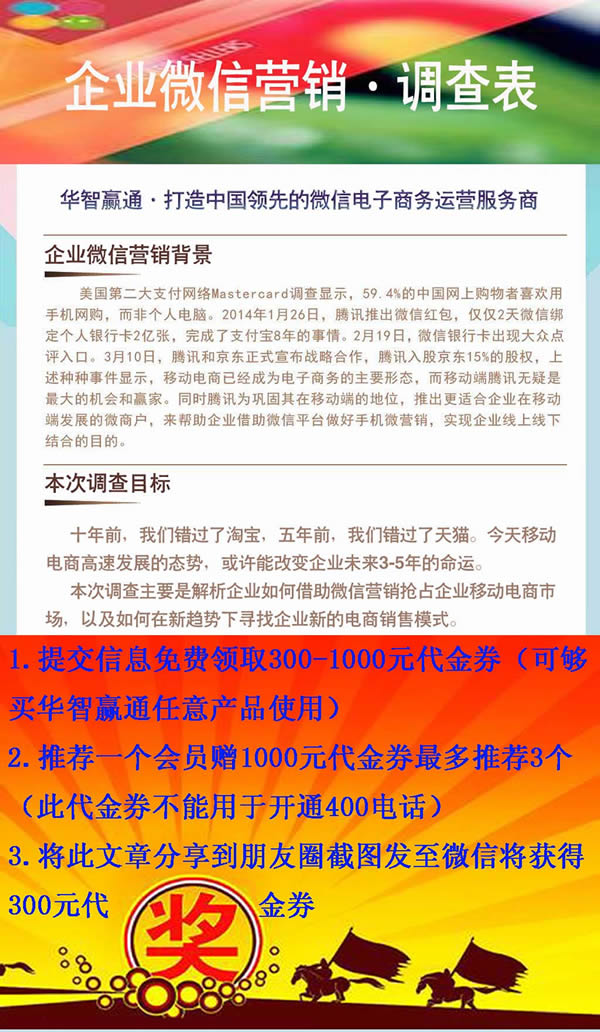 企业微信营销·调查表
华智赢通·打造中国领先的微信电子商务运营服务商
企业微信营销背景
美国第二大支付网络Mastercard调查显示，59.4%的中国网上购物者喜欢用
手机网购，而非个人电脑。2014年1月26日，腾讯推出微信红包，仅仅2天微信绑
定个人银行卡2亿张，完成了支付宝8年的事情。2月19日，微信银行卡出现大众点
评入口。3月10日，腾讯和京东正式宣布战略合作，腾讯入股京东15%的股权，上
述种种事件显示，移动电商已经成为电子商务的主要形态，而移动端腾讯无疑是
最大的机会和赢家。同时腾讯为巩固其在移动端的地位，推出更适合企业在移动
端发展的微商户，来帮助企业借助微信平台做好手机微营销，实现企业线上线下
结合的目的。
本次调查目标
十年前，我们错过了淘宝，五年前，我们错过了天猫。今天移动
电商高速发展的态势，或许能改变企业未来3-5年的命运。
本次调查主要是解析企业如何借助微信营销抢占企业移动电商市
场，以及如何在新趋势下寻找企业新的电商销售模式。
1.提交信息免费领取300-1000元代金券（可够
买华智赢通任意产品使用）
2.推荐一个会员赠1000元代金券最多推荐3个
（此代金券不能用于开通400电话）
3.将此文章分享到朋友圈截图发至微信将获得
300元代 金券
奖